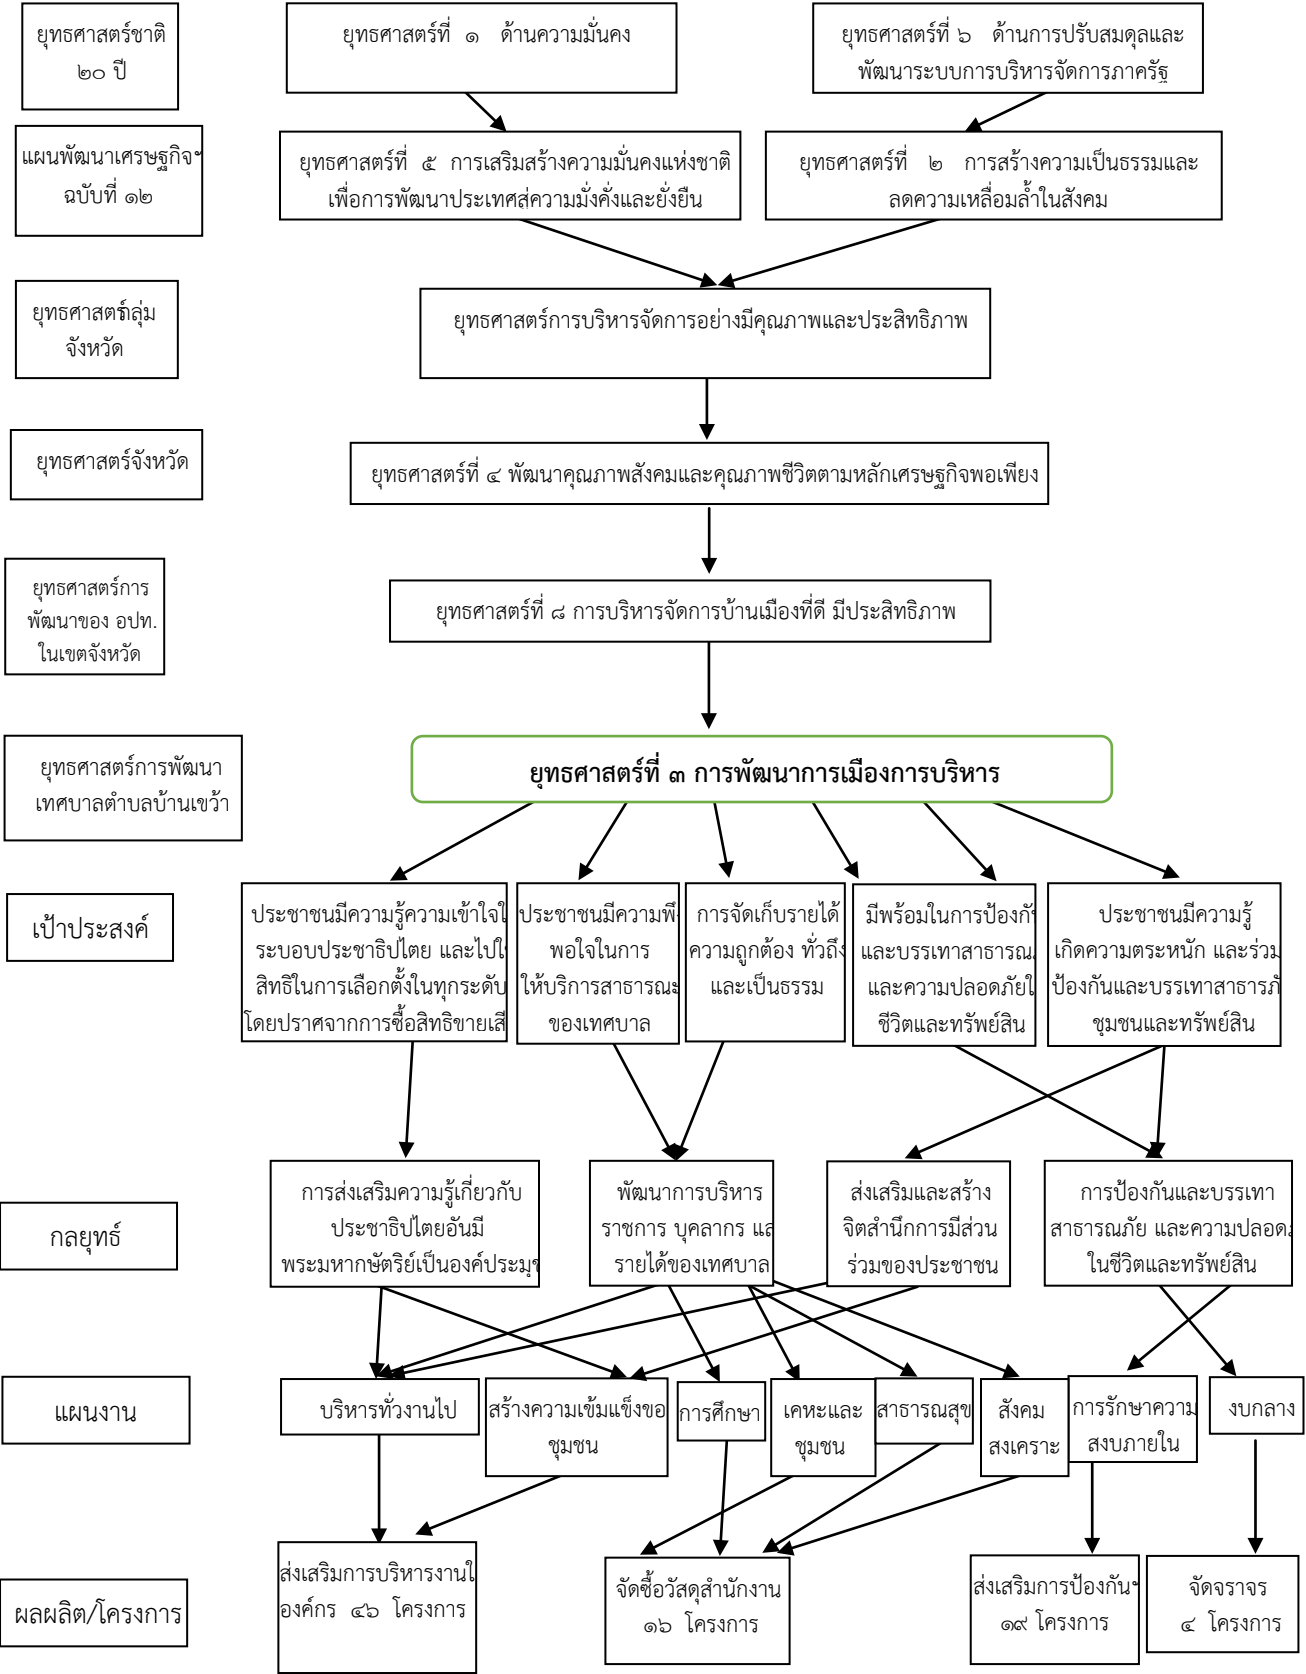 ยุทธศาสตร์ชาติ
๒๐ ปี
ยุทธศาสตร์ที่ ๑ ด้านความมั่นคง
ยุทธศาสตร์ที่ ๖ ด้านการปรับสมดุลและ
พัฒนาระบบการบริหารจัดการภาครัฐ
แผนพัฒนาเศรษฐกิจฯ
ฉบับที่ ๑๒
ยุทธศาสตร์ที่ ๕ การเสริมสร้างความมั่นคงแห่งชาติ
เพื่อการพัฒนาประเทศสู่ความมั่งคั่งและยั่งยืน
ยุทธศาสตร์ที่ ๒ การสร้างความเป็นธรรมและ
ลดความเหลื่อมล้ำในสังคม
ยุทธศาสตร์กลุ่ม
จังหวัด
ยุทธศาสตร์การบริหารจัดการอย่างมีคุณภาพและประสิทธิภาพ
ยุทธศาสตร์จังหวัด
ยุทธศาสตร์ที่ ๔ พัฒนาคุณภาพสังคมและคุณภาพชีวิตตามหลักเศรษฐกิจพอเพียง
ยุทธศาสตร์การ
พัฒนาของ อปท.
ในเขตจังหวัด
ยุทธศาสตร์ที่ ๘ การบริหารจัดการบ้านเมืองที่ดี มีประสิทธิภาพ
ยุทธศาสตร์การพัฒนา
เทศบาลตำบลบ้านเขว้า
ยุทธศาสตร์ที่ ๓ การพัฒนาการเมืองการบริหาร
เป้าประสงค์
ประชาชนมีความรู้ความเข้าใจใ
ระบอบประชาธิปไตย และไปใ
สิทธิในการเลือกตั้งในทุกระดับ
โดยปราศจากการซื้อสิทธิขายเสี
ประชาชนมีความพึ
พอใจในการ
ให้บริการสาธารณะ
ของเทศบาล
การจัดเก็บรายได้
ความถูกต้อง ทั่วถึง
และเป็นธรรม
มีพร้อมในการป้องกัน
และบรรเทาสาธารณ
และความปลอดภัยใ
ชีวิตและทรัพย์สิน
ประชาชนมีความรู้
เกิดความตระหนัก และร่วม
ป้องกันและบรรเทาสาธารภั
ชุมชนและทรัพย์สิน
กลยุทธ์
การส่งเสริมความรู้เกี่ยวกับ
ประชาธิปไตยอันมี
พระมหากษัตริย์เป็นองค์ประมุข
พัฒนาการบริหาร
ราชการ บุคลากร แล
รายได้ของเทศบาล
ส่งเสริมและสร้าง
จิตสำนึกการมีส่วน
ร่วมของประชาชน
การป้องกันและบรรเทา
สาธารณภัย และความปลอดภ
ในชีวิตและทรัพย์สิน
แผนงาน
บริหารทั่วงานไป
สร้างความเข้มแข็งขอ
ชุมชน
การศึกษา
เคหะและ
ชุมชน
สาธารณสุข
สังคม
สงเคราะ
การรักษาความ
สงบภายใน
งบกลาง
ผลผลิต/โครงการ
ส่งเสริมการบริหารงานใ
องค์กร ๔๖ โครงการ
จัดซื้อวัสดุสำนักงาน
๑๖ โครงการ
ส่งเสริมการป้องกันฯ
๑๙ โครงการ
จัดจราจร
๔ โครงการ